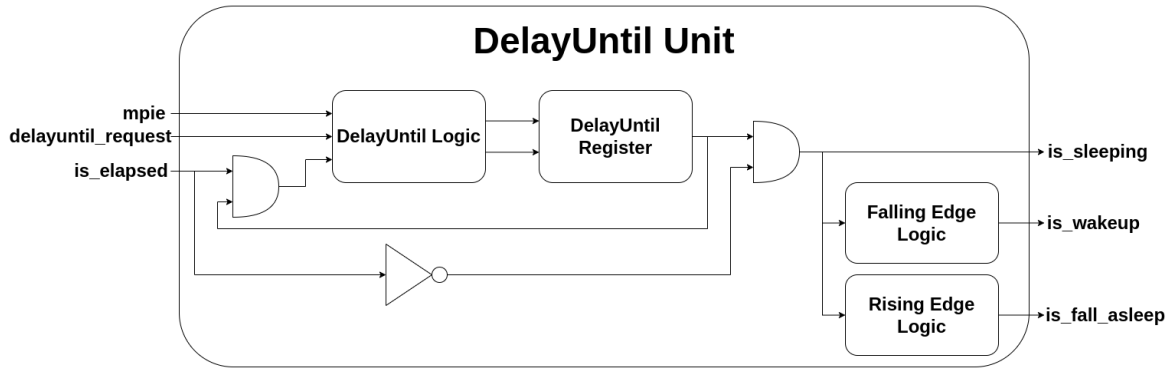 DelayUntil Unit
mpie
delayuntil_request
is_elapsed
DelayUntil Logic
DelayUntil
Register
is_sleeping
Falling Edge
Logic
is_wakeup
Rising Edge
Logic
is_fall_asleep